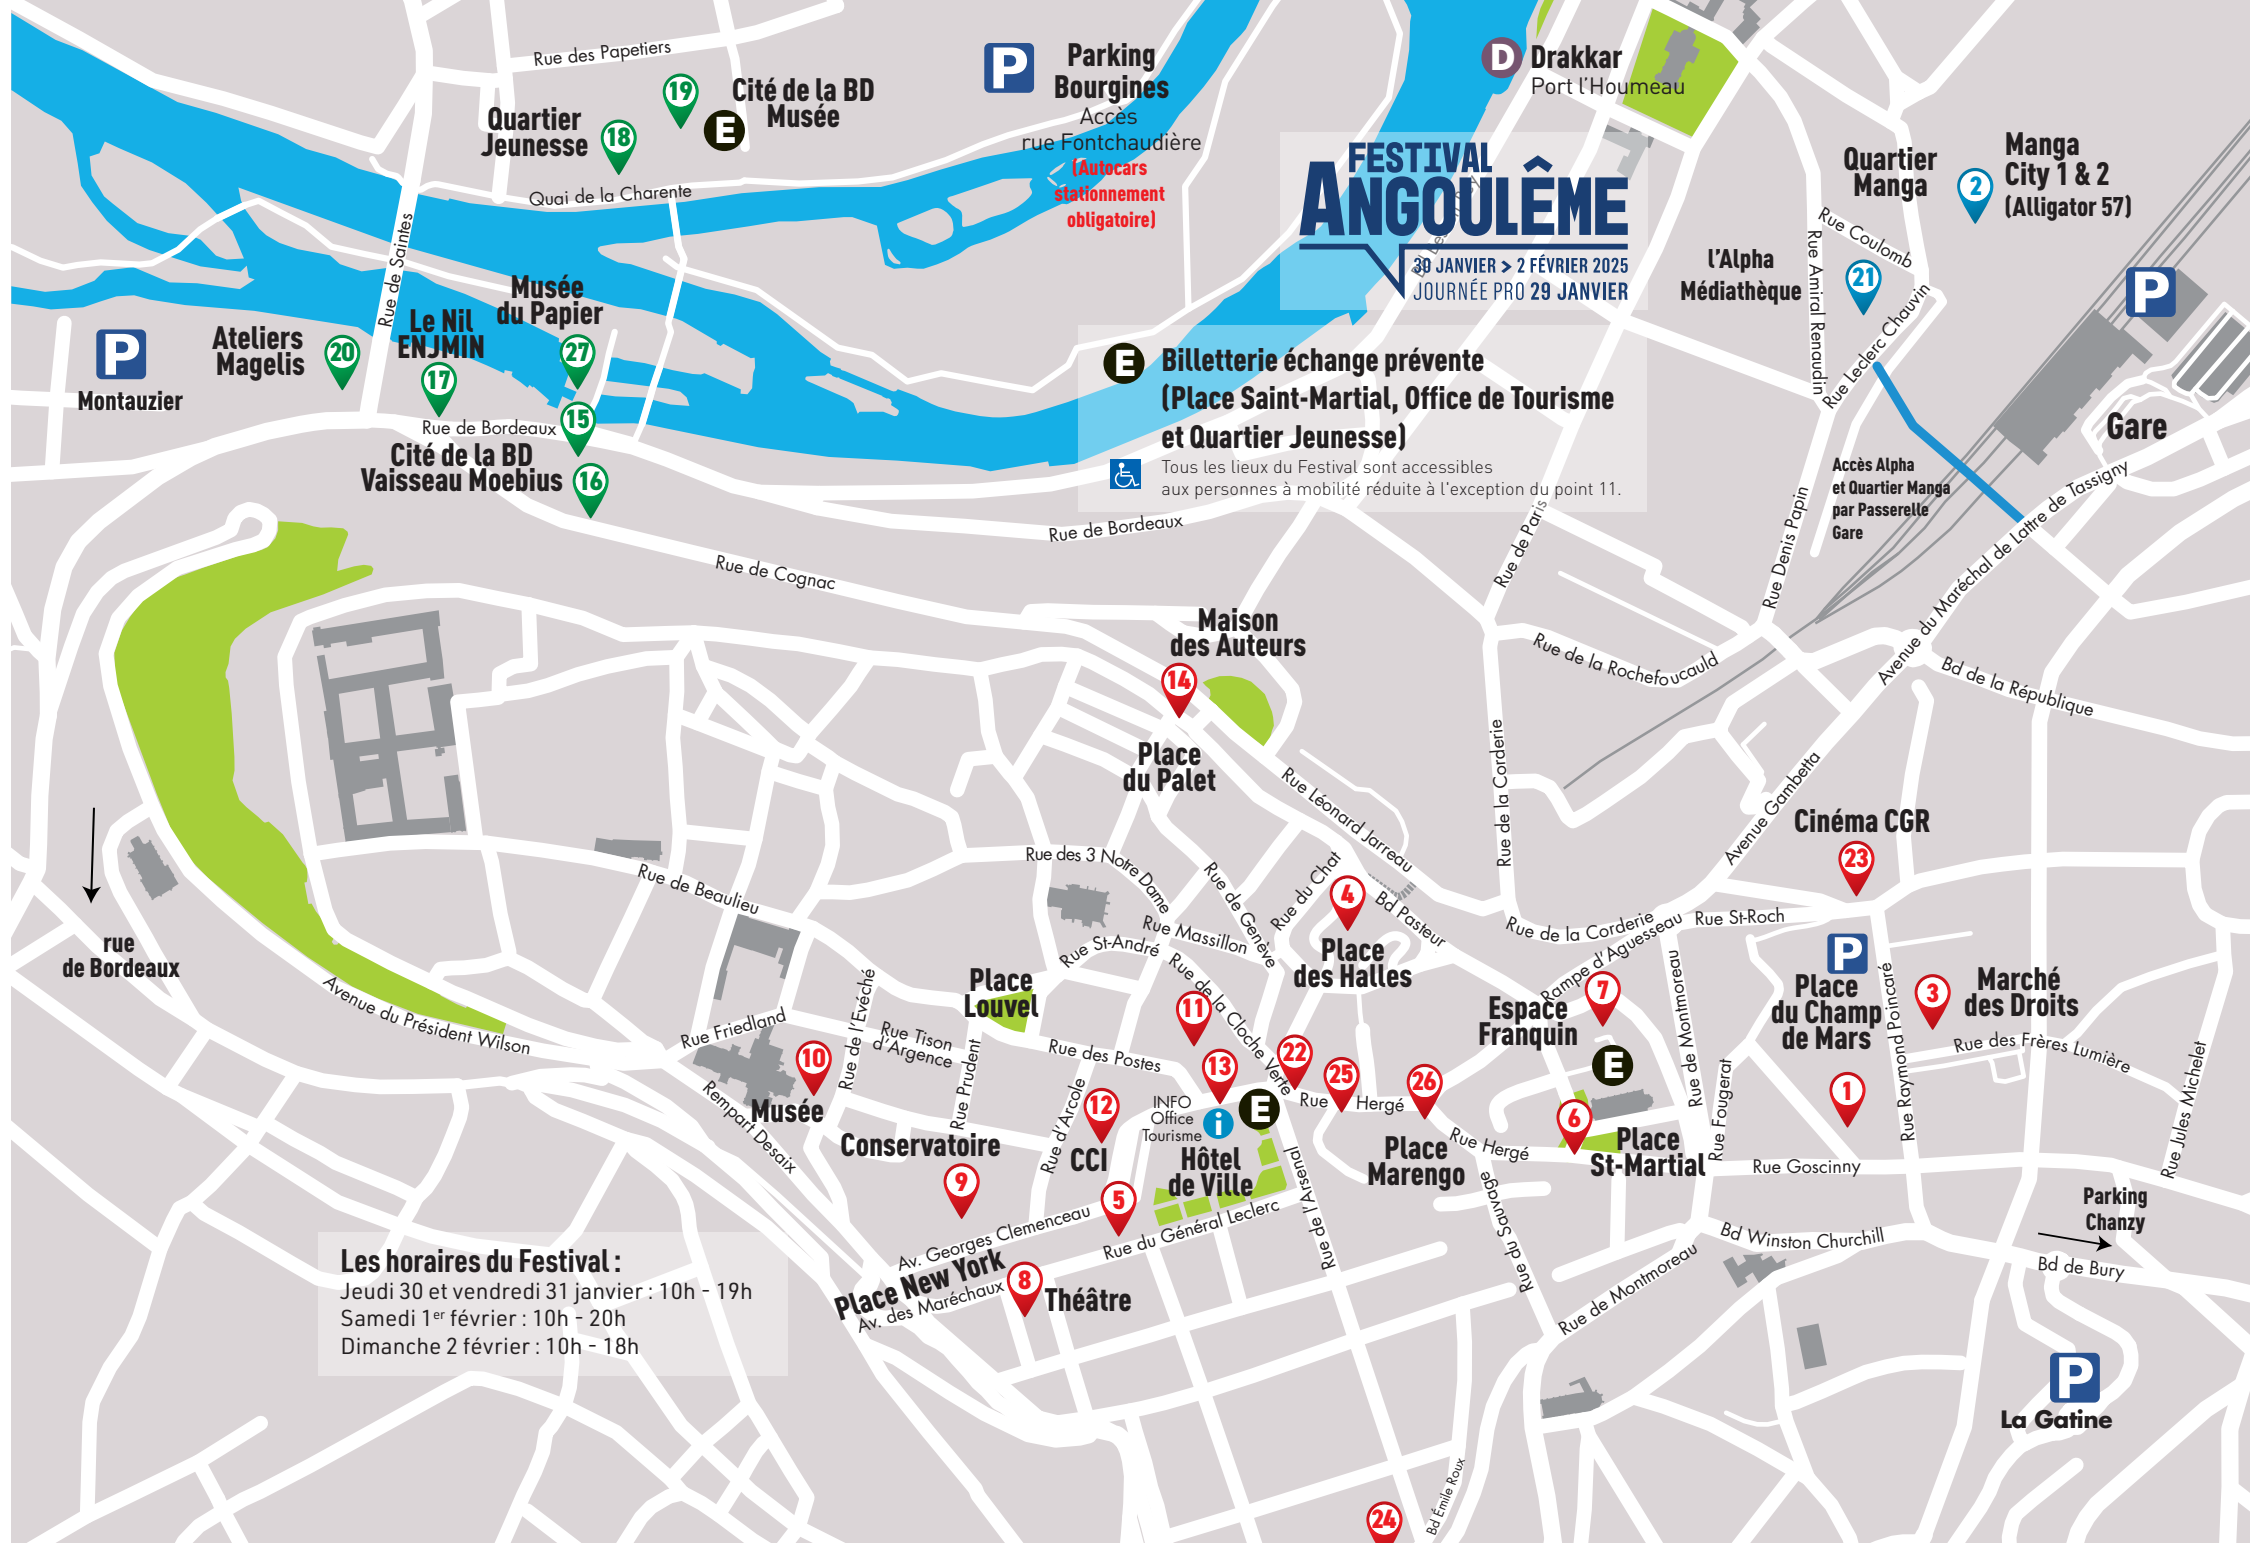 Rue des Papetiers
19
Cité de la BD
Musée
E
Quartier
Jeunesse
18
Quai de la Charente
P
Parking
Bourgines
Accès
rue Fontchaudière
(Autocars
stationnement
obligatoire)
D
Drakkar
Port l'Houmeau
FESTIVAL
ANGOULÊME
30 JANVIER > 2 FÉVRIER 2025
JOURNÉE PRO 29 JANVIER
Quartier
Manga
2
Manga
City 1 & 2
(Alligator 57)
Rue Coulomb
Rue Amiral Renaudin
l'Alpha
Médiathèque
21
Rue Leclerc Chauvin
P
Gare
Rue de Saintes
Musée
du Papier
27
Le Nil
ENJMIN
17
Ateliers
Magelis
20
P
Montauzier
Rue de Bordeaux
15
Cité de la BD
Vaisseau Moebius
16
E
Billetterie échange prévente
(Place Saint-Martial, Office de Tourisme
et Quartier Jeunesse)
Tous les lieux du Festival sont accessibles
aux personnes à mobilité réduite à l'exception du point 11.
Accès Alpha
et Quartier Manga
par Passerelle
Gare
Rue de Bordeaux
Rue de Cognac
Rue de Paris
Rue Denis Papin
Avenue du Maréchal de Lattre de Tassigny
Rue de la Rochefoucauld
Bd de la République
Maison
des Auteurs
14
Place
du Palet
Rue Léonard Jarreau
Rue de la Corderie
Avenue Gambetta
Cinéma CGR
23
Rue des 3 Notre Dame
Rue de Genève
Rue du Chat
4
Bd Pasteur
Place
des Halles
Rue de Beaulieu
Rue Massillon
Rue St-André
Rue de la Cloche Verte
Rue de la Corderie
Rampe d'Aguesseau
Rue St-Roch
rue
de Bordeaux
Avenue du Président Wilson
Place
Louvel
11
Espace
Franquin
7
E
Rue de Montmoreau
P
Place
du Champ
de Mars
1
Rue Raymond Poincaré
3
Marché
des Droits
Rue des Frères Lumière
Rue Jules Michelet
Rue Friedland
10
Musée
Rue de l'Evéché
Rue Tison
d'Argence
Rue Prudent
Rue des Postes
Rue d'Arcole
12
CCI
13
INFO
Office
Tourisme
i
E
22
25
26
Rue Hergé
Hôtel
de Ville
Place
Marengo
Rue Hergé
6
Place
St-Martial
Rue Fougerat
Rue Goscinny
Rempart Desaix
Conservatoire
9
5
Av. Georges Clemenceau
Rue du Général Leclerc
Rue de l'Arsenal
Rue du Sauvage
Bd Winston Churchill
Parking
Chanzy
Bd de Bury
Place New York
Av. des Maréchaux
8
Théâtre
Rue de Montmoreau
Les horaires du Festival :
Jeudi 30 et vendredi 31 janvier : 10h - 19h
Samedi 1er février : 10h - 20h
Dimanche 2 février : 10h - 18h
P
La Gatine
Bd Émile Roux
24